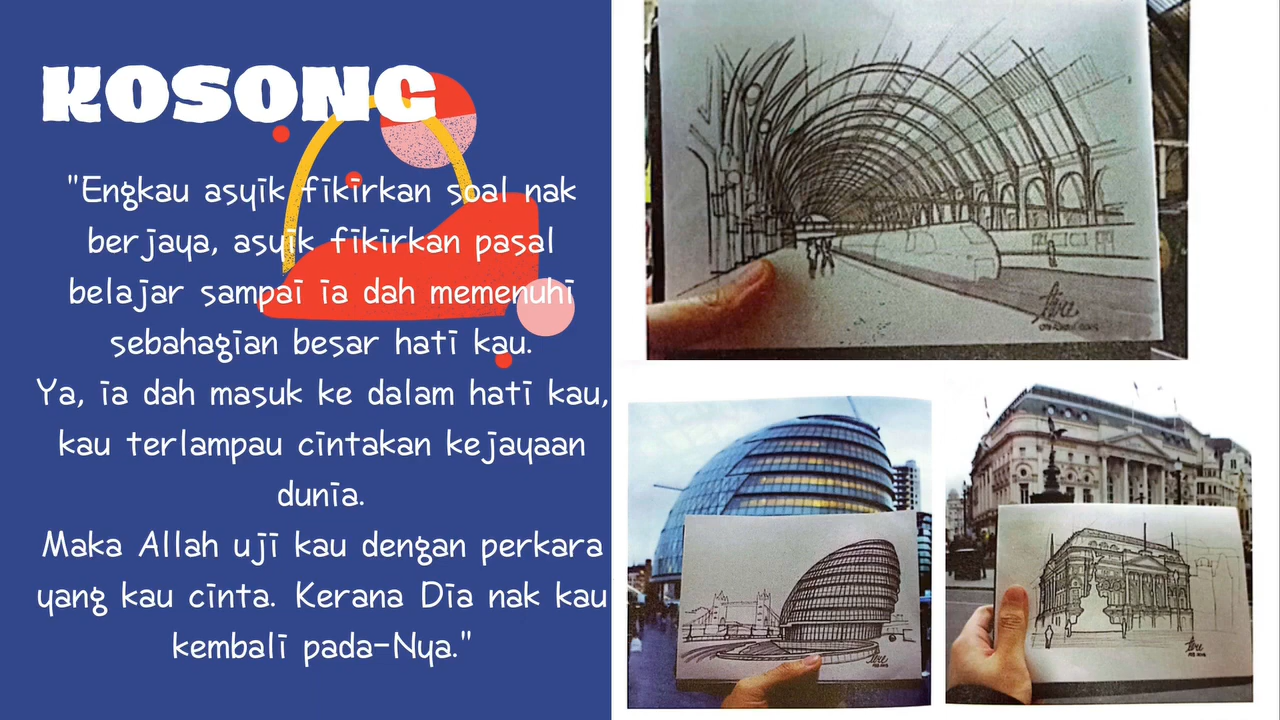 KOSONG
"Engkau asyik fikirkan soal nak
berjaya, asyik fikirkan pasal
belajar sampai ia dah memenuhi
sebahagian besar hati kau.
Ya, ia dah masuk ke dalam hati kau,
kau terlampau cintakan kejayaan
dunia.
Maka Allah uji kau dengan perkara
yang kau cinta. Kerana Dia nak kau
kembali pada-Nya."